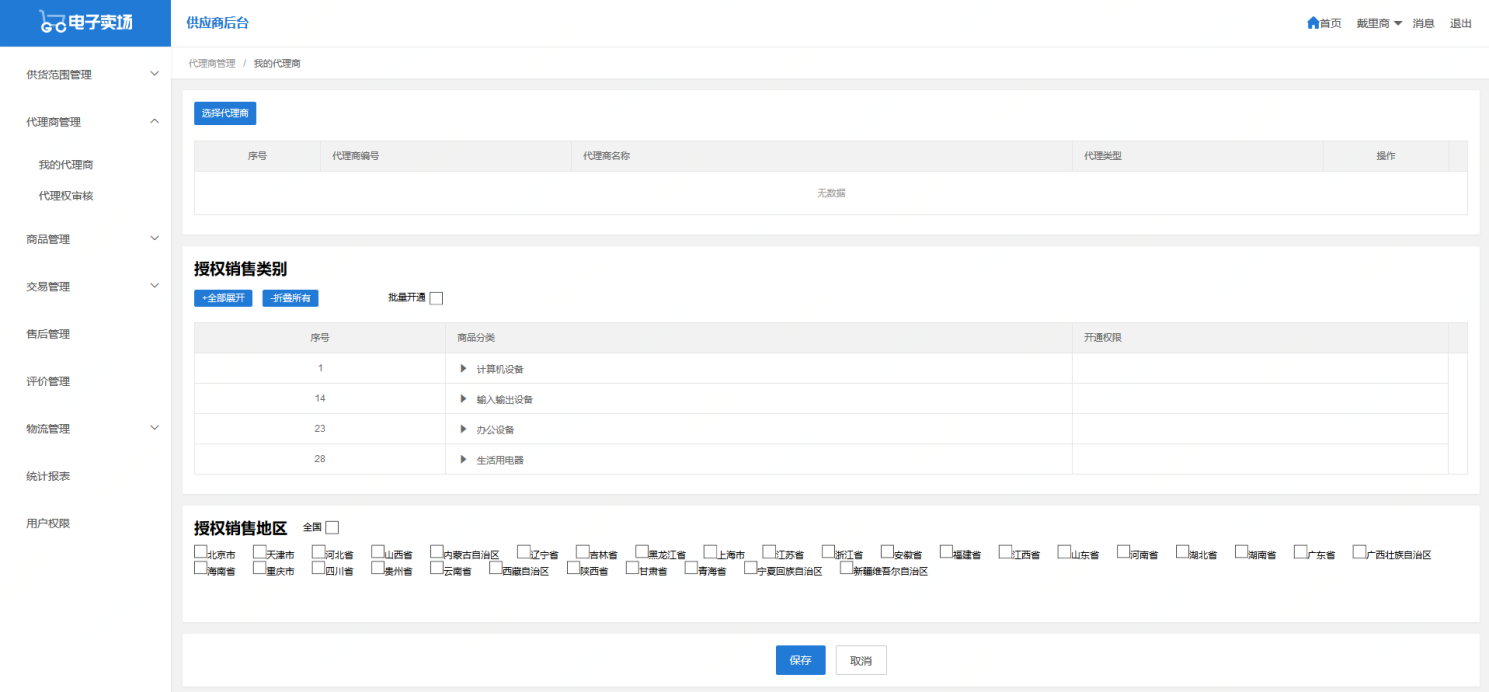 电子卖场
供应商后台
首页 戴里商 消息 退出
供货范围管理
代理商管理
我的代理商
代理权审核
商品管理
交易管理
售后管理
评价管理
物流管理
统计报表
用户权限
代理商管理 / 我的代理商
选择代理商
序号 代理商编号 代理商名称 代理类型 操作
无数据
授权销售类别
+全部展开 -折叠所有 批量开通
序号 商品分类 开通权限
1 计算机设备
14 输入输出设备
23 办公设备
28 生活用电器
授权销售地区 全国
北京市 天津市 河北省 山西省 内蒙古自治区 辽宁省 吉林省 黑龙江省 上海市 江苏省 浙江省 安徽省 福建省 江西省 山东省 河南省 湖北省 湖南省 广东省 广西壮族自治区
海南省 重庆市 四川省 贵州省 云南省 西藏自治区 陕西省 甘肃省 青海省 宁夏回族自治区 新疆维吾尔自治区
保存 取消